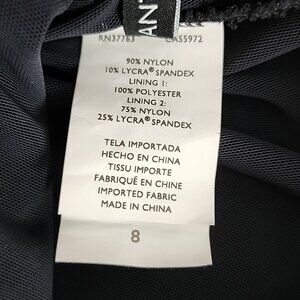 AN
RN37763 CA55972
90% NYLON
10% LYCRA® SPANDEX
LINING 1:
100% POLYESTER
LINING 2:
75% NYLON
25% LYCRA® SPANDEX
TELA IMPORTADA
HECHO EN CHINA
TISSU IMPORTE
FABRIQUÉ EN CHINE
IMPORTED FABRIC
MADE IN CHINA
8